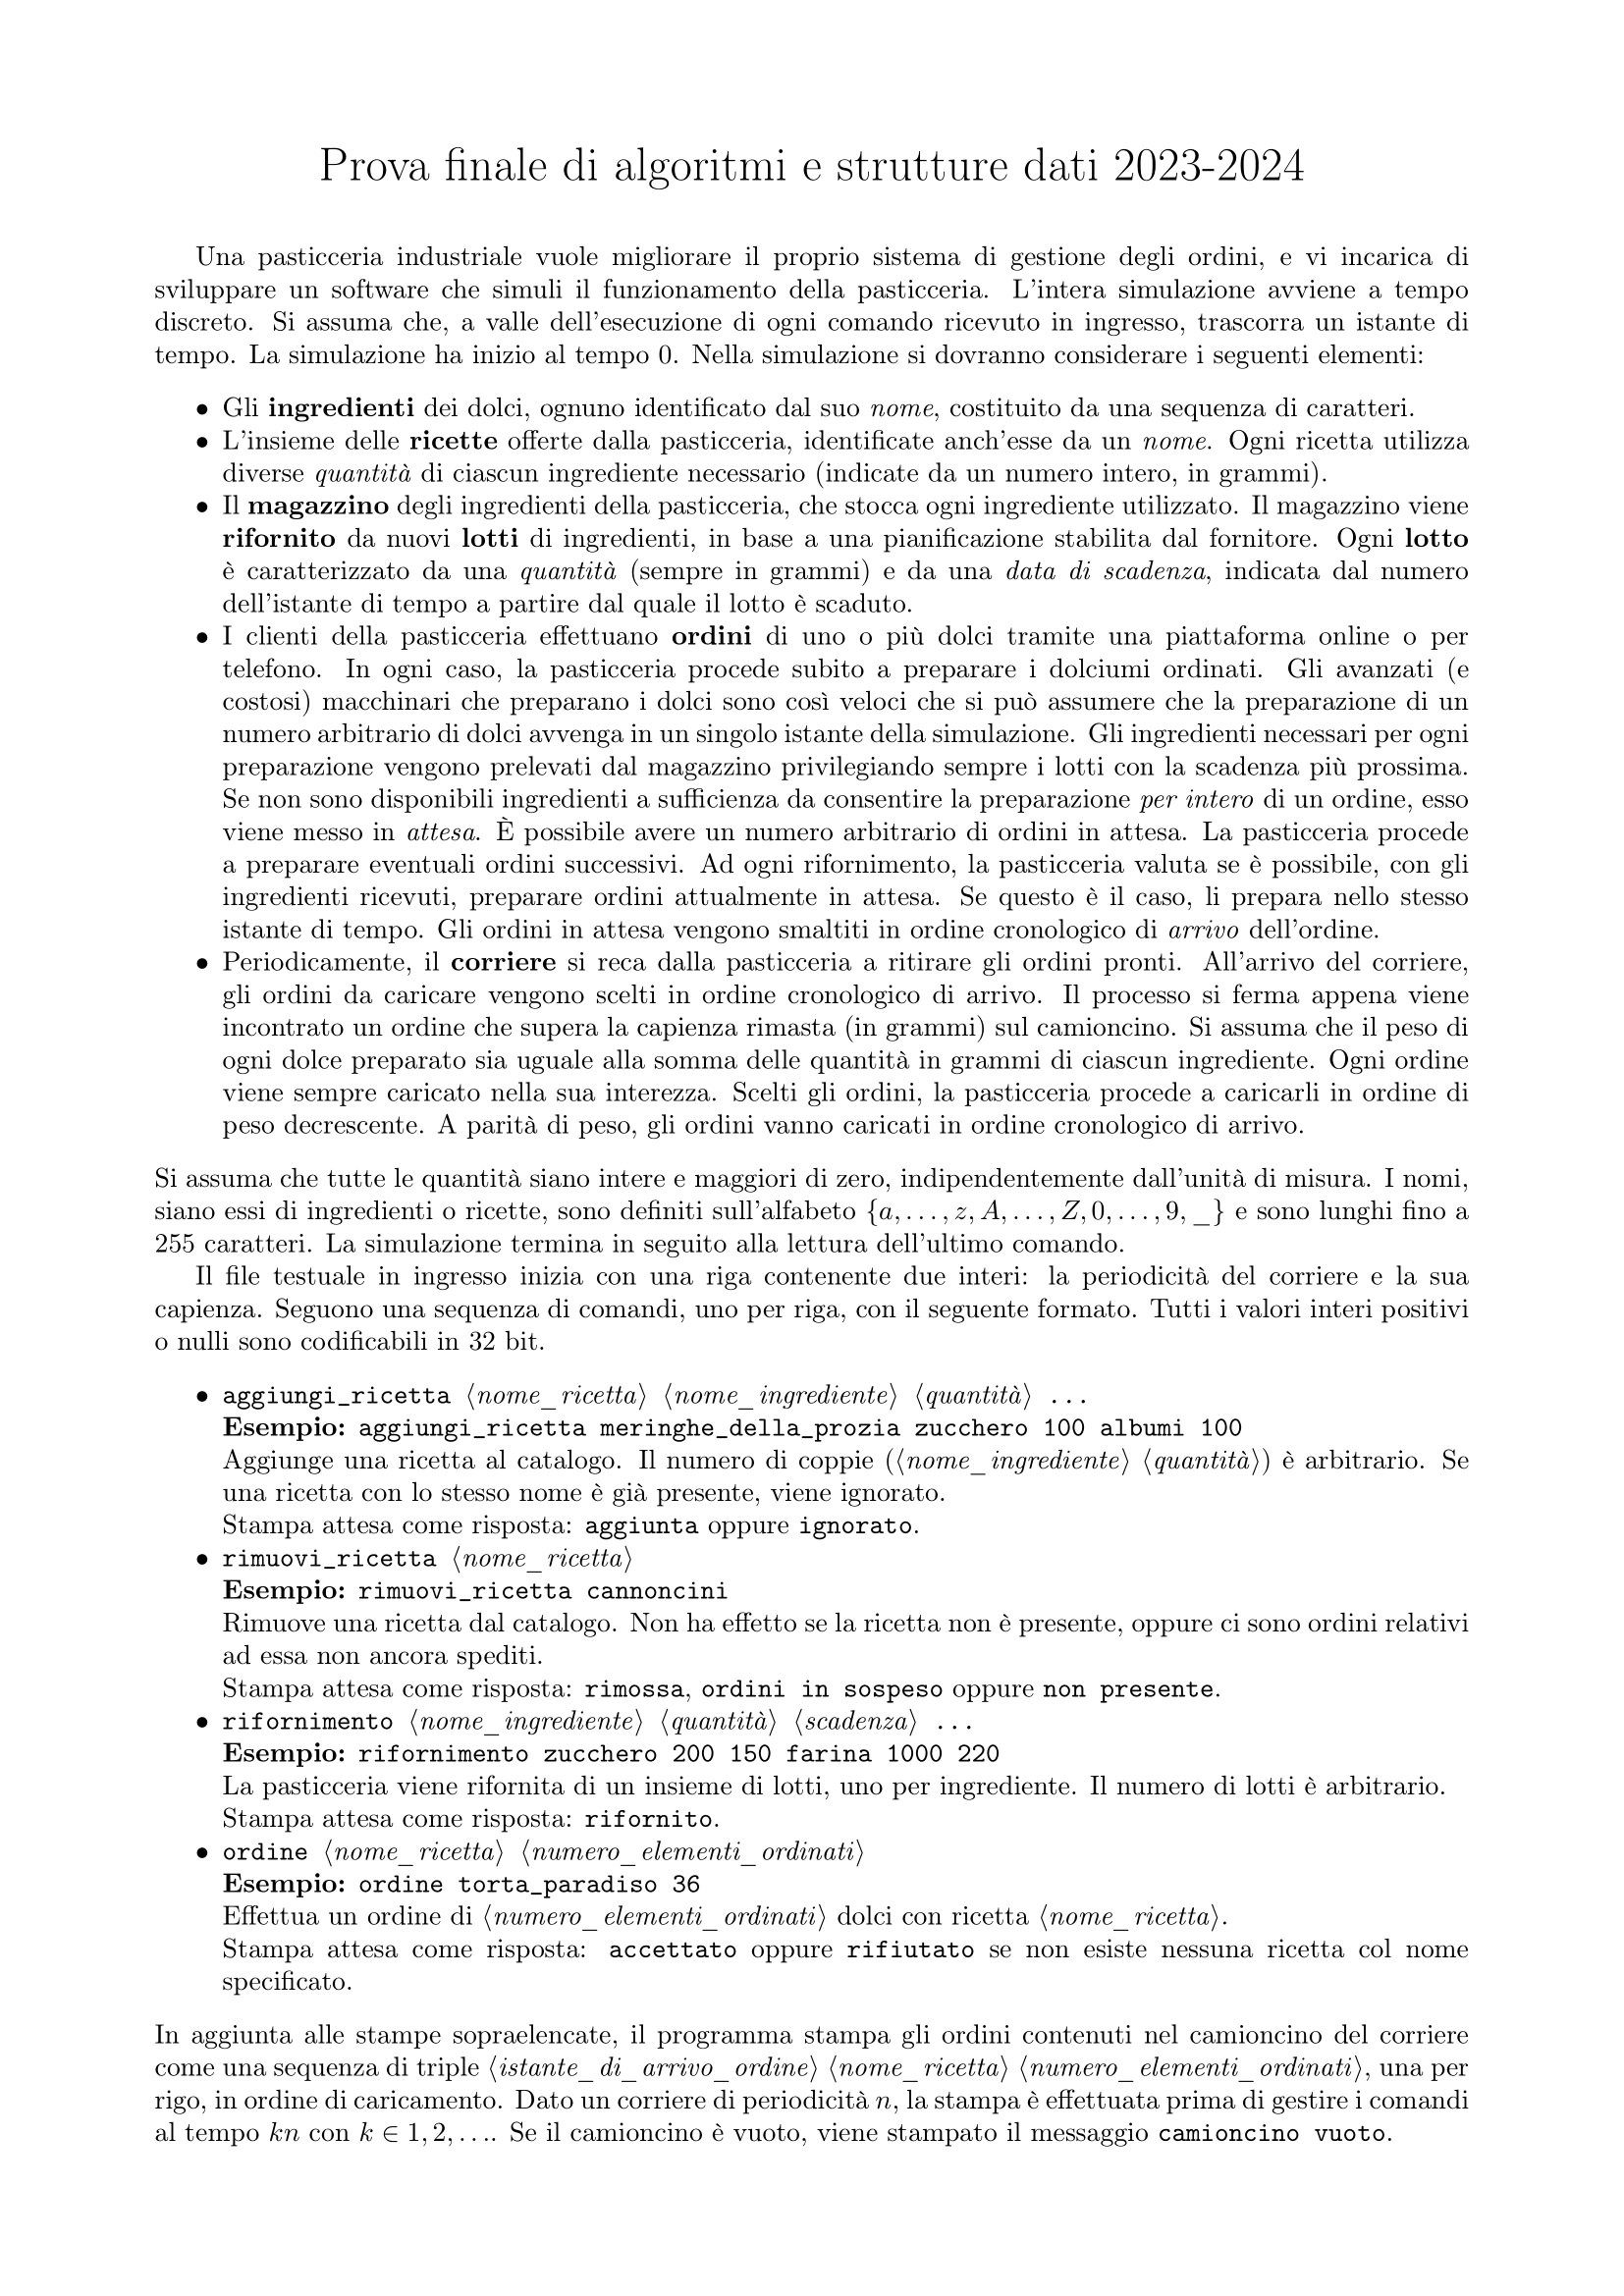 Prova finale di algoritmi e strutture dati 2023-2024
Una pasticceria industriale vuole migliorare il proprio sistema di gestione degli ordini, e vi incarica di
sviluppare un software che simuli il funzionamento della pasticceria. L'intera simulazione avviene a tempo
discreto. Si assuma che, a valle dell'esecuzione di ogni comando ricevuto in ingresso, trascorra un istante di
tempo. La simulazione ha inizio al tempo 0. Nella simulazione si dovranno considerare i seguenti elementi:
• Gli ingredienti dei dolci, ognuno identificato dal suo nome, costituito da una sequenza di caratteri.
• L'insieme delle ricette offerte dalla pasticceria, identificate anch'esse da un nome. Ogni ricetta utilizza
diverse quantità di ciascun ingrediente necessario (indicate da un numero intero, in grammi).
• Il magazzino degli ingredienti della pasticceria, che stocca ogni ingrediente utilizzato. Il magazzino viene
rifornito da nuovi lotti di ingredienti, in base a una pianificazione stabilita dal fornitore. Ogni lotto
è caratterizzato da una quantità (sempre in grammi) e da una data di scadenza, indicata dal numero
dell'istante di tempo a partire dal quale il lotto è scaduto.
• I clienti della pasticceria effettuano ordini di uno o più dolci tramite una piattaforma online o per
telefono. In ogni caso, la pasticceria procede subito a preparare i dolciumi ordinati. Gli avanzati (e
costosi) macchinari che preparano i dolci sono così veloci che si può assumere che la preparazione di un
numero arbitrario di dolci avvenga in un singolo istante della simulazione. Gli ingredienti necessari per ogni
preparazione vengono prelevati dal magazzino privilegiando sempre i lotti con la scadenza più prossima.
Se non sono disponibili ingredienti a sufficienza da consentire la preparazione per intero di un ordine, esso
viene messo in attesa. È possibile avere un numero arbitrario di ordini in attesa. La pasticceria procede
a preparare eventuali ordini successivi. Ad ogni rifornimento, la pasticceria valuta se è possibile, con gli
ingredienti ricevuti, preparare ordini attualmente in attesa. Se questo è il caso, li prepara nello stesso
istante di tempo. Gli ordini in attesa vengono smaltiti in ordine cronologico di arrivo dell'ordine.
• Periodicamente, il corriere si reca dalla pasticceria a ritirare gli ordini pronti. All'arrivo del corriere,
gli ordini da caricare vengono scelti in ordine cronologico di arrivo. Il processo si ferma appena viene
incontrato un ordine che supera la capienza rimasta (in grammi) sul camioncino. Si assuma che il peso di
ogni dolce preparato sia uguale alla somma delle quantità in grammi di ciascun ingrediente. Ogni ordine
viene sempre caricato nella sua interezza. Scelti gli ordini, la pasticceria procede a caricarli in ordine di
peso decrescente. A parità di peso, gli ordini vanno caricati in ordine cronologico di arrivo.
Si assuma che tutte le quantità siano intere e maggiori di zero, indipendentemente dall'unità di misura. I nomi,
siano essi di ingredienti o ricette, sono definiti sull'alfabeto {a, . . . , z, A, . . . , Z, 0, . . . , 9, _} e sono lunghi fino a
255 caratteri. La simulazione termina in seguito alla lettura dell'ultimo comando.
Il file testuale in ingresso inizia con una riga contenente due interi: la periodicità del corriere e la sua
capienza. Seguono una sequenza di comandi, uno per riga, con il seguente formato. Tutti i valori interi positivi
o nulli sono codificabili in 32 bit.
• aggiungi_ricetta ⟨nome_ricetta⟩ ⟨nome_ingrediente⟩ ⟨quantità⟩ ...
Esempio: aggiungi_ricetta meringhe_della_prozia zucchero 100 albumi 100
Aggiunge una ricetta al catalogo. Il numero di coppie (⟨nome_ingrediente⟩ ⟨quantità⟩) è arbitrario. Se
una ricetta con lo stesso nome è già presente, viene ignorato.
Stampa attesa come risposta: aggiunta oppure ignorato.
• rimuovi_ricetta ⟨nome_ricetta⟩
Esempio: rimuovi_ricetta cannoncini
Rimuove una ricetta dal catalogo. Non ha effetto se la ricetta non è presente, oppure ci sono ordini relativi
ad essa non ancora spediti.
Stampa attesa come risposta: rimossa, ordini in sospeso oppure non presente.
• rifornimento ⟨nome_ingrediente⟩ ⟨quantità⟩ ⟨scadenza⟩ ...
Esempio: rifornimento zucchero 200 150 farina 1000 220
La pasticceria viene rifornita di un insieme di lotti, uno per ingrediente. Il numero di lotti è arbitrario.
Stampa attesa come risposta: rifornito.
• ordine ⟨nome_ricetta⟩ ⟨numero_elementi_ordinati⟩
Esempio: ordine torta_paradiso 36
Effettua un ordine di ⟨numero_elementi_ordinati⟩ dolci con ricetta ⟨nome_ricetta⟩.
Stampa attesa come risposta: accettato oppure rifiutato se non esiste nessuna ricetta col nome
specificato.
In aggiunta alle stampe sopraelencate, il programma stampa gli ordini contenuti nel camioncino del corriere
come una sequenza di triple ⟨istante_di_arrivo_ordine⟩ ⟨nome_ricetta⟩ ⟨numero_elementi_ordinati⟩, una per
rigo, in ordine di caricamento. Dato un corriere di periodicità n, la stampa è effettuata prima di gestire i comandi
al tempo kn con k ∈ 1, 2, . . .. Se il camioncino è vuoto, viene stampato il messaggio camioncino vuoto.